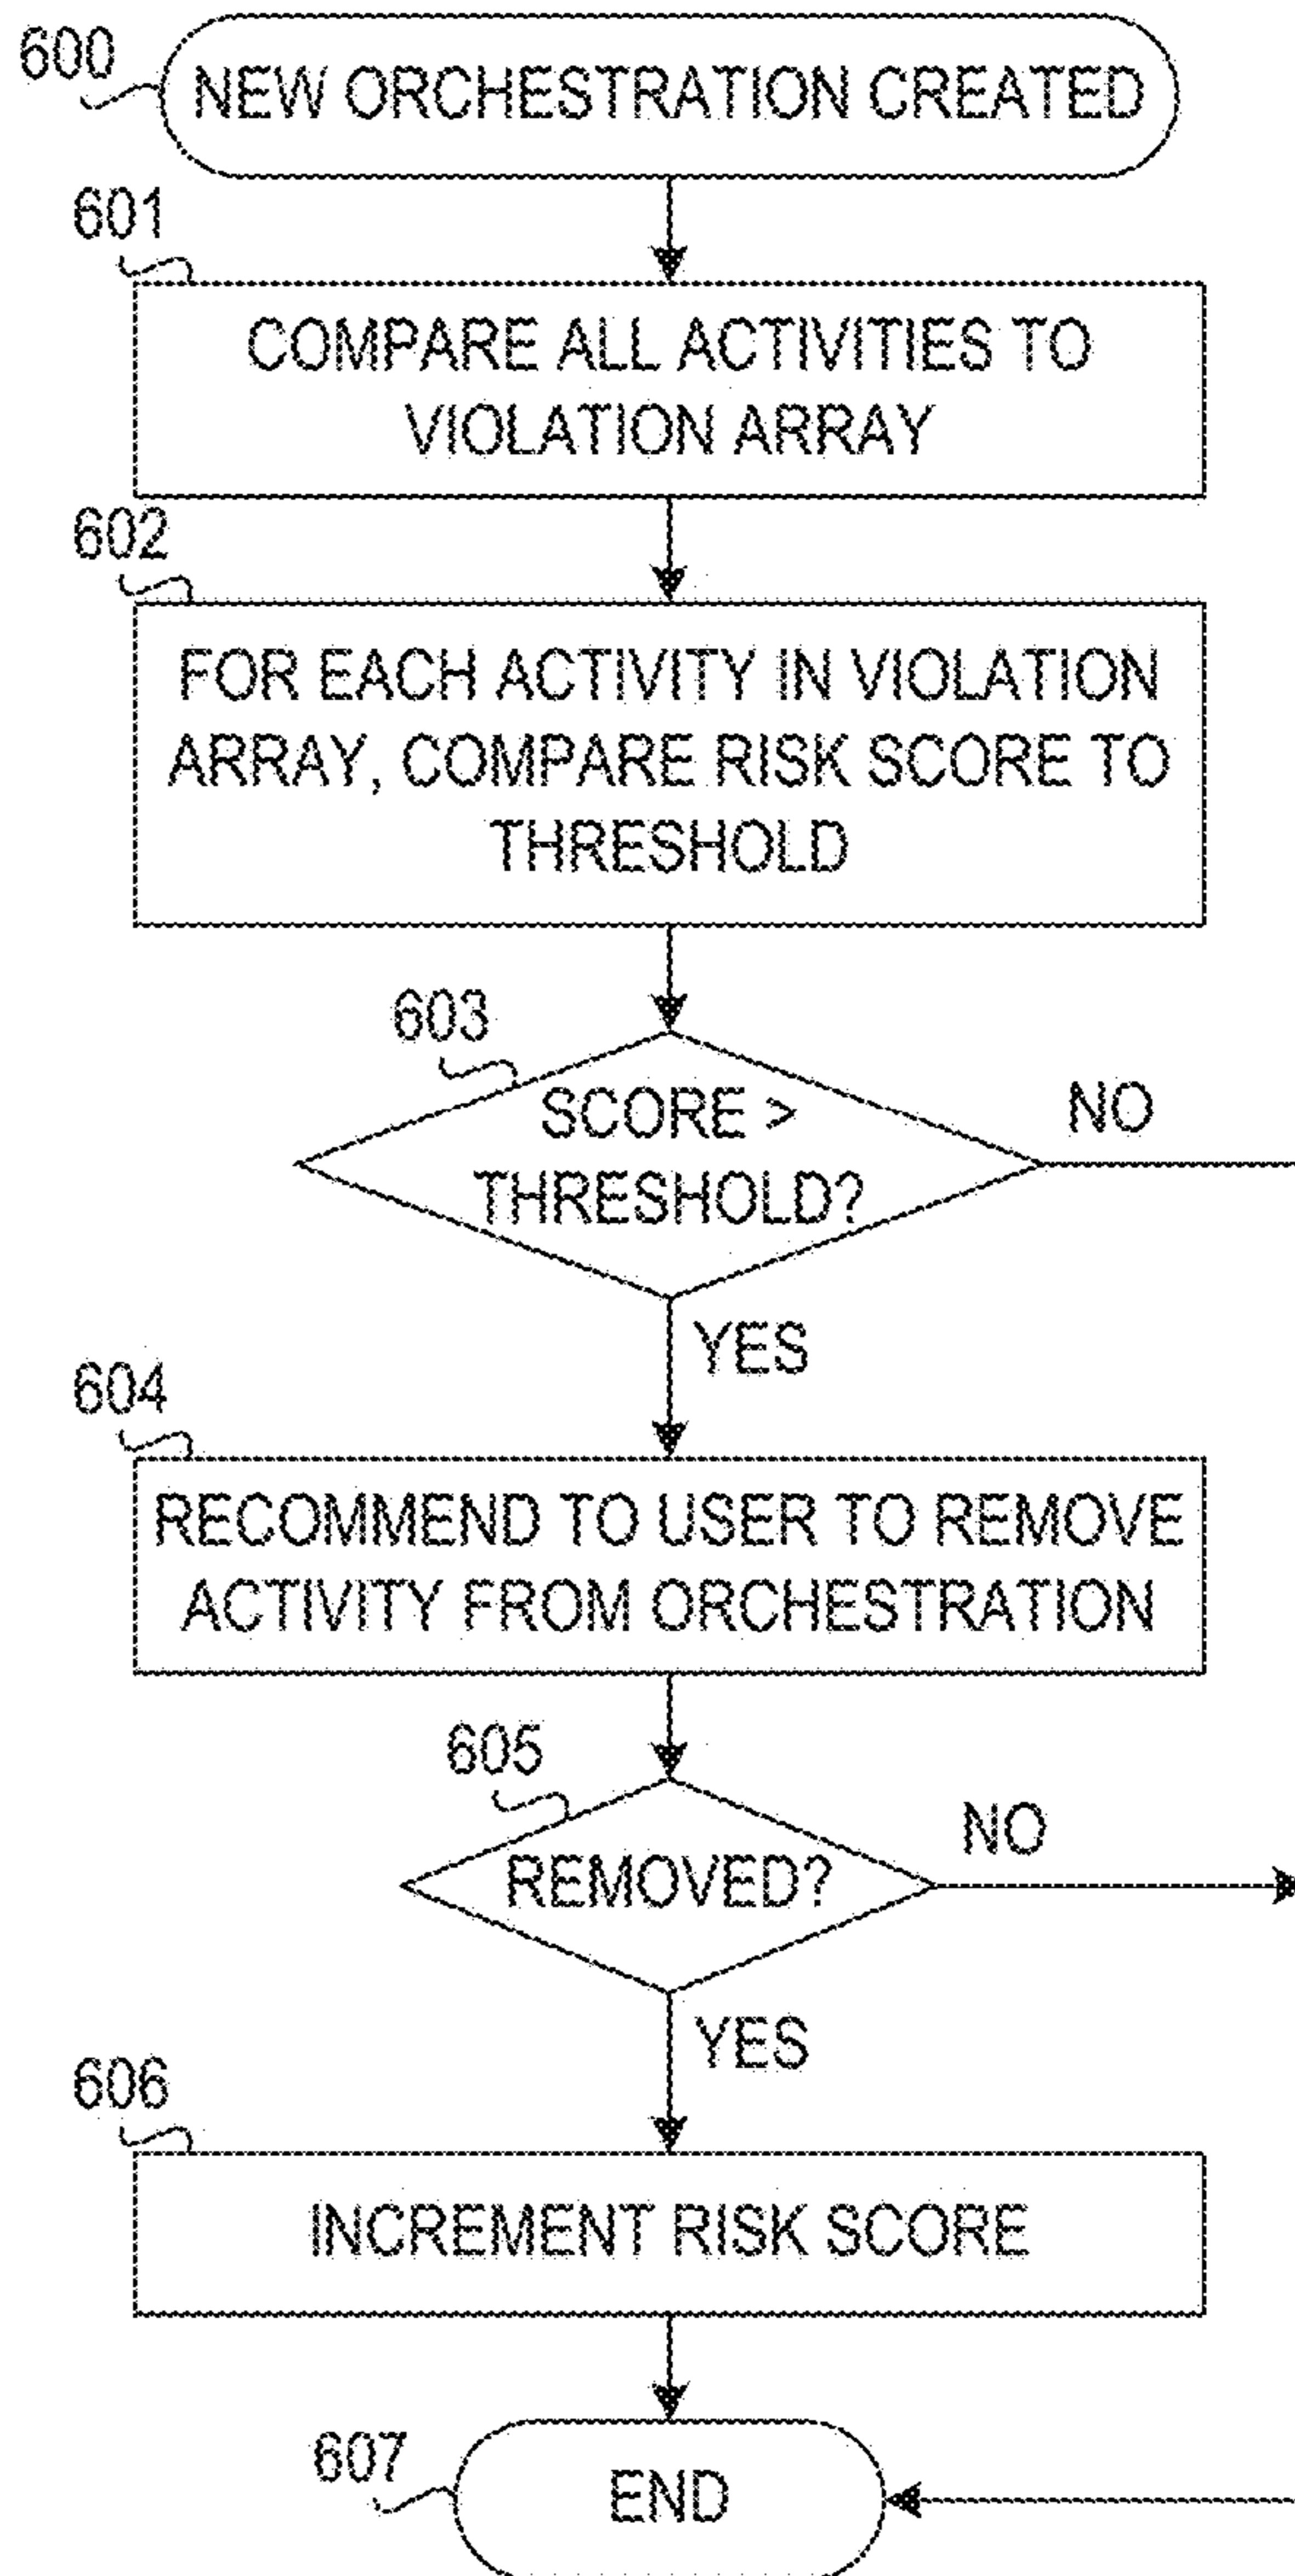 600
NEW ORCHESTRATION CREATED
601
COMPARE ALL ACTIVITIES TO
VIOLATION ARRAY
602
FOR EACH ACTIVITY IN VIOLATION
ARRAY, COMPARE RISK SCORE TO
THRESHOLD
603
SCORE >
THRESHOLD?
NO
YES
604
RECOMMEND TO USER TO REMOVE
ACTIVITY FROM ORCHESTRATION
605
REMOVED?
NO
YES
606
INCREMENT RISK SCORE
607
END